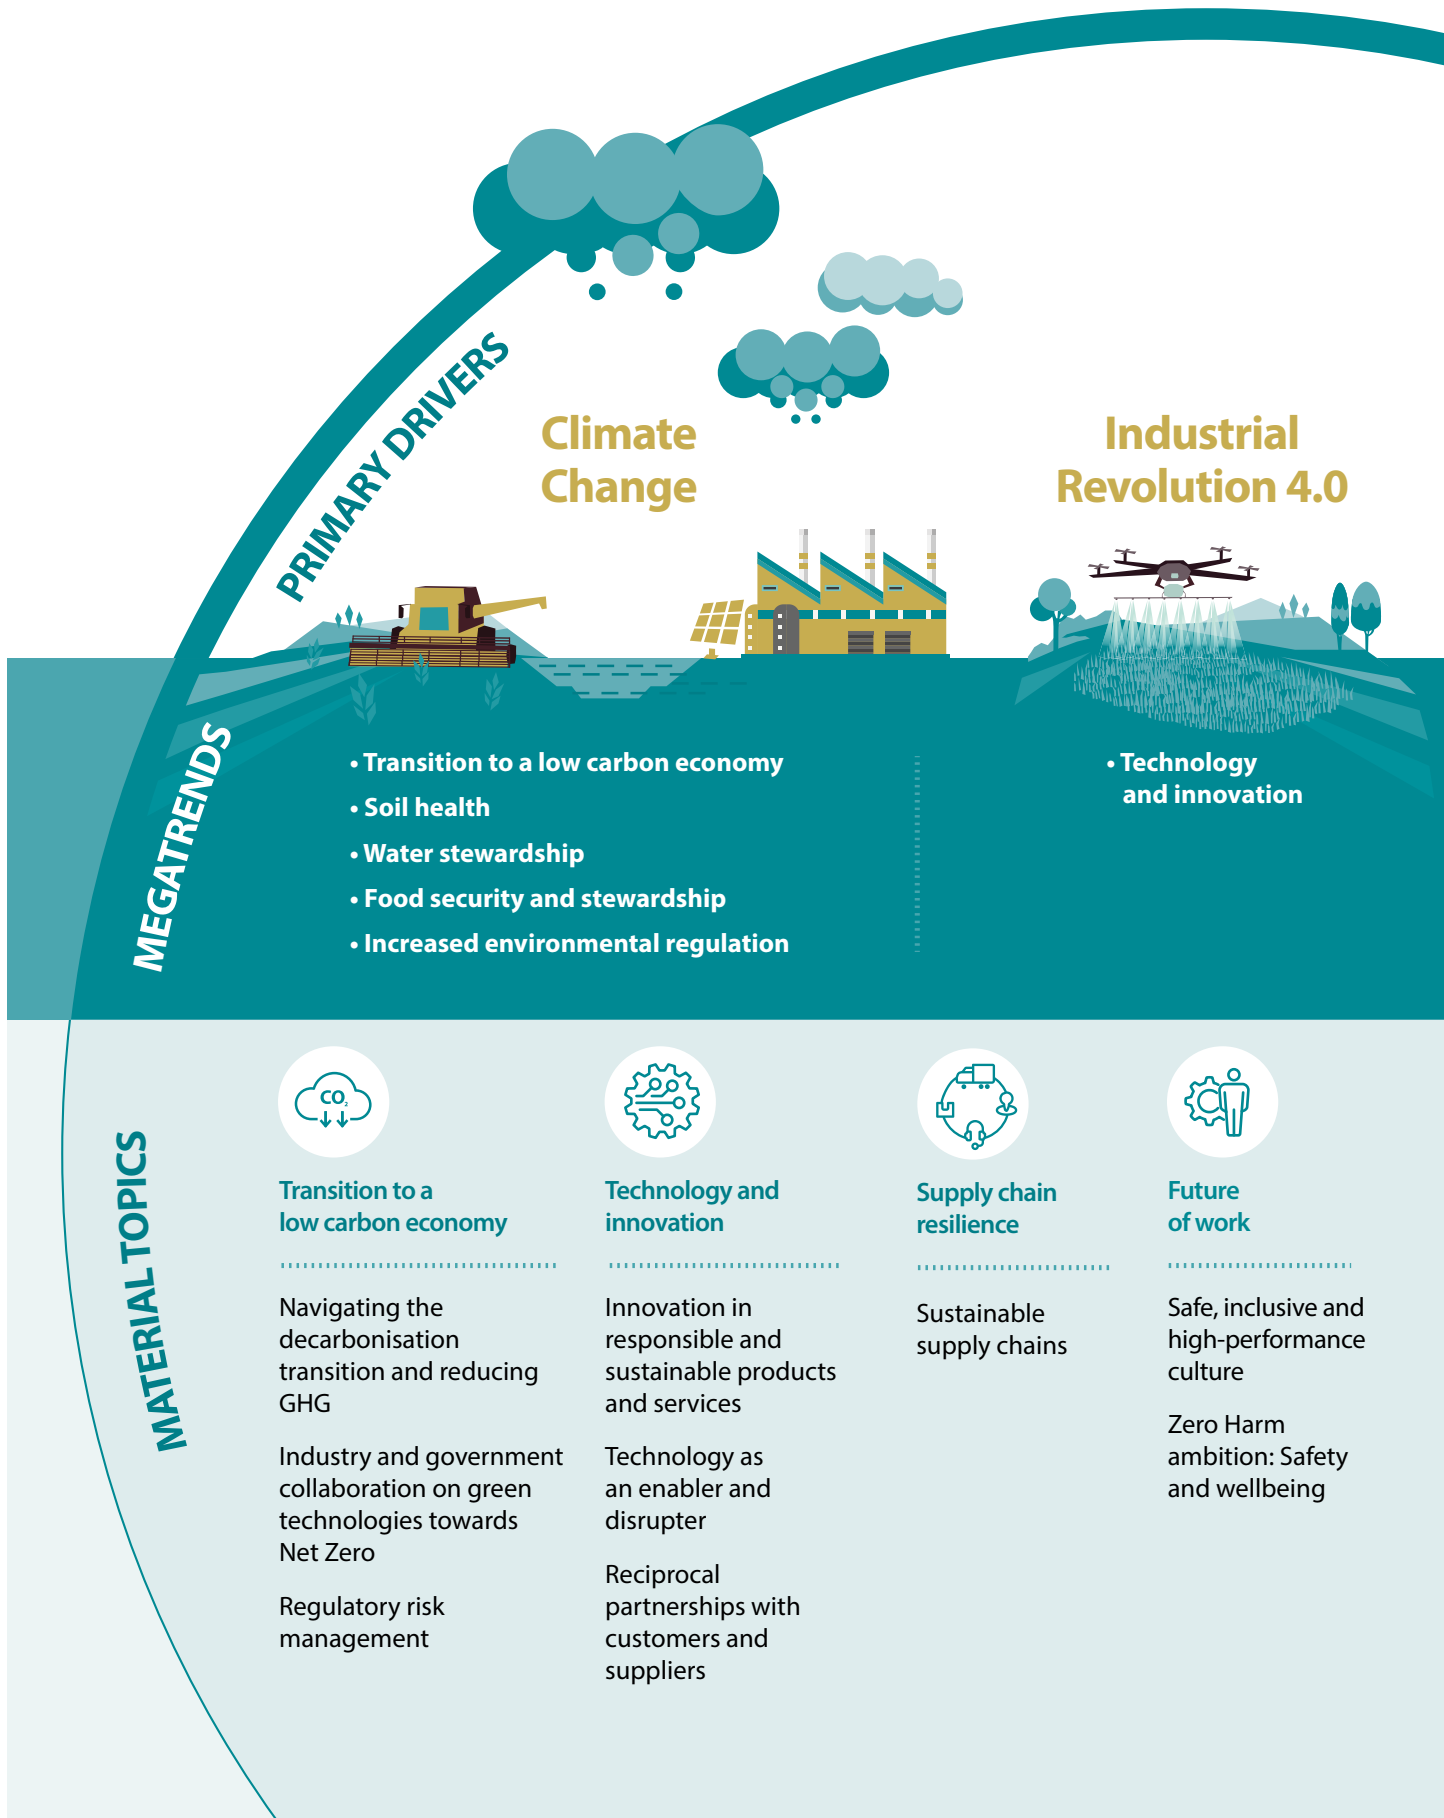 PRIMARY DRIVERS
Climate
Change
Industrial
Revolution 4.0
MEGATRENDS
• Transition to a low carbon economy
• Soil health
• Water stewardship
• Food security and stewardship
• Increased environmental regulation
• Technology
and innovation
MATERIAL TOPICS
CO2
Transition to a
low carbon economy
Navigating the
decarbonisation
transition and reducing
GHG
Industry and government
collaboration on green
technologies towards
Net Zero
Regulatory risk
management
Technology and
innovation
Innovation in
responsible and
sustainable products
and services
Technology as
an enabler and
disrupter
Reciprocal
partnerships with
customers and
suppliers
Supply chain
resilience
Sustainable
supply chains
Future
of work
Safe, inclusive and
high-performance
culture
Zero Harm
ambition: Safety
and wellbeing